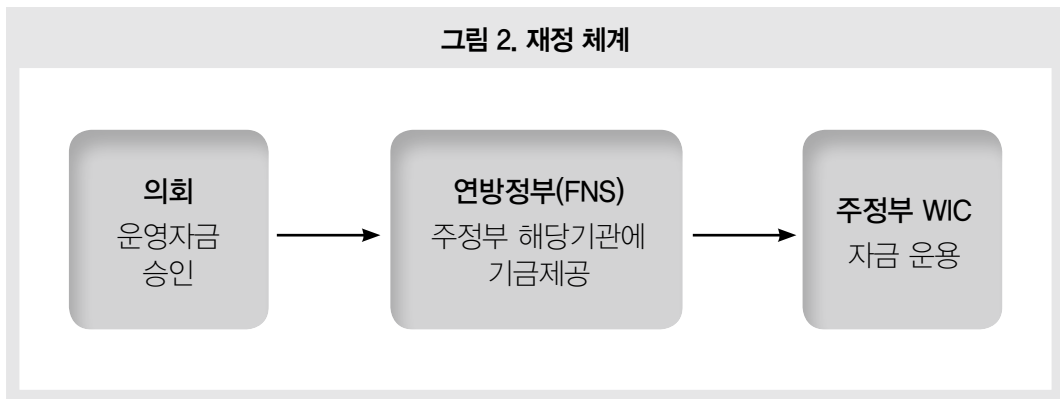 그림 2. 재정 체계
의회
운영자금
승인
연방정부(FNS)
주정부 해당기관에
기금제공
주정부 WIC
자금 운용